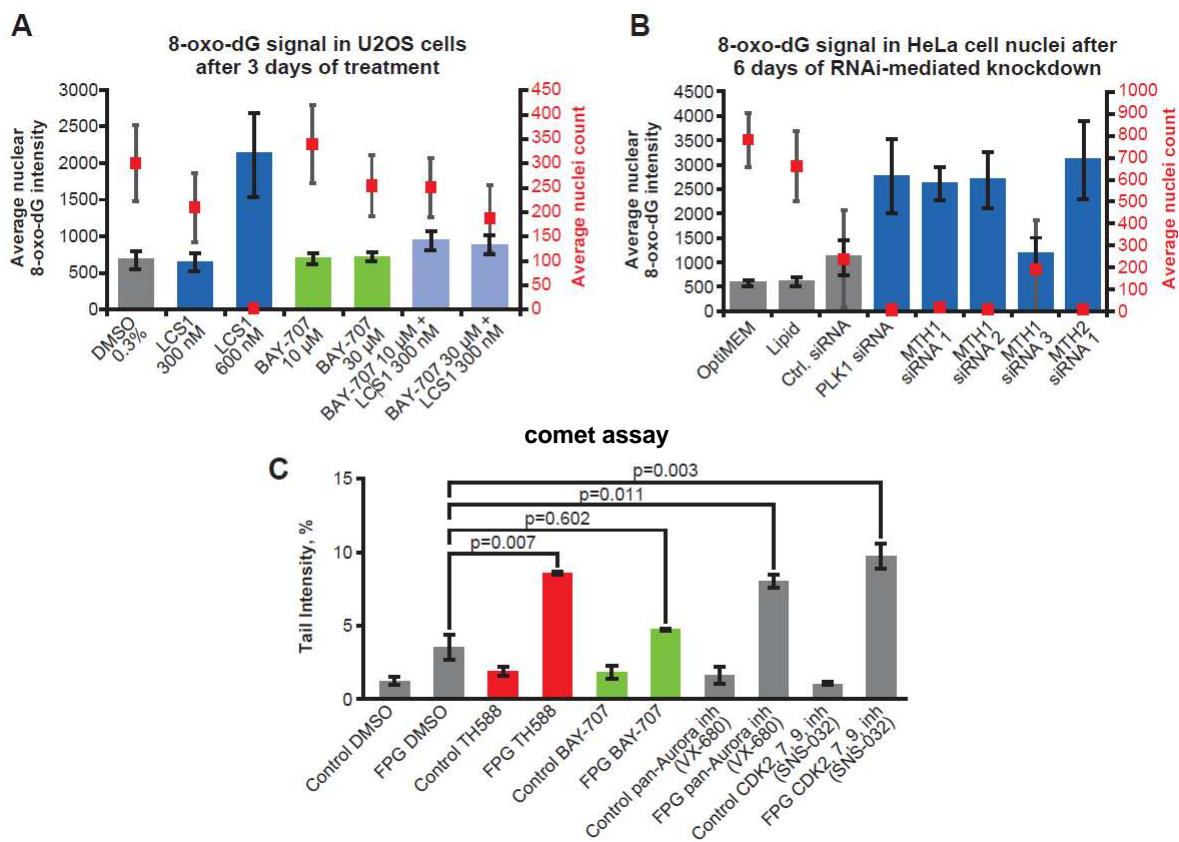 A
8-oxo-dG signal in U2OS cells
after 3 days of treatment
Average nuclear
8-oxo-dG intensity
3000
2500
2000
1500
1000
500
0
450
400
350
300
250
200
150
100
50
0
Average nuclei count
DMSO
0.3%
LCS1
300 nM
LCS1
600 nM
BAY-707
10 µM
BAY-707
30 µM
BAY-707 10 µM +
LCS1 300 nM
BAY-707 30 µM +
LCS1 300 nM
B
8-oxo-dG signal in HeLa cell nuclei after
6 days of RNAi-mediated knockdown
Average nuclear
8-oxo-dG intensity
4500
4000
3500
3000
2500
2000
1500
1000
500
0
1000
900
800
700
600
500
400
300
200
100
0
Average nuclei count
OptiMEM
Lipid
Ctrl. siRNA
PLK1 siRNA
MTH1
siRNA 1
MTH1
siRNA 2
MTH1
siRNA 3
MTH2
siRNA 1
comet assay
C
Tail Intensity, %
15
10
5
0
p=0.003
p=0.011
p=0.602
p=0.007
Control DMSO
FPG DMSO
Control TH588
FPG TH588
Control BAY-707
FPG BAY-707
Control pan-Aurora inh
(VX-680)
FPG pan-Aurora inh
(VX-680)
Control CDK2_7_9_inh
(SNS-032)
FPG CDK2_7_9_inh
(SNS-032)